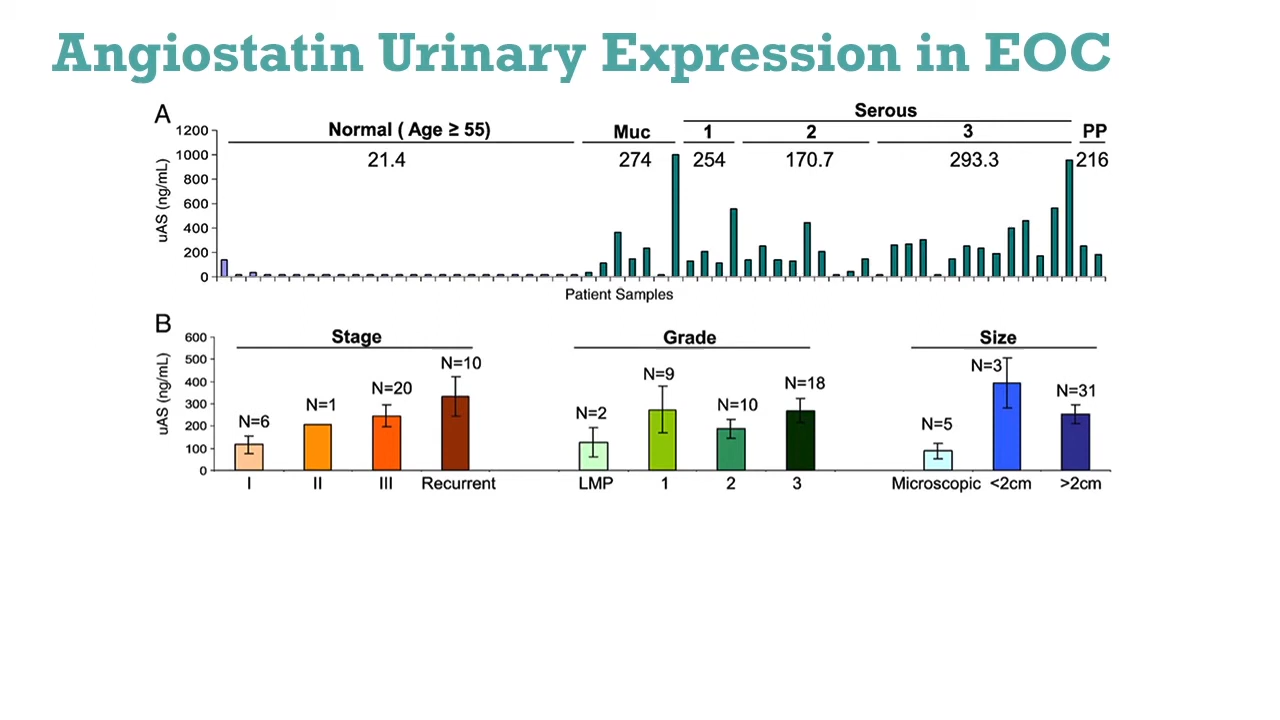 Angiostatin Urinary Expression in EOC
A
Serous
Normal ( Age ≥ 55) Muc 1 2 3 PP
21.4 274 254 170.7 293.3 216
uAS (ng/mL)
1200
1000
800
600
400
200
0
Patient Samples
B
Stage Grade Size
uAS (ng/mL)
600
500
400
300
200
100
0
N=6 N=1 N=20 N=10 N=2 N=9 N=10 N=18 N=5 N=3 N=31
I II III Recurrent LMP 1 2 3 Microscopic <2cm >2cm